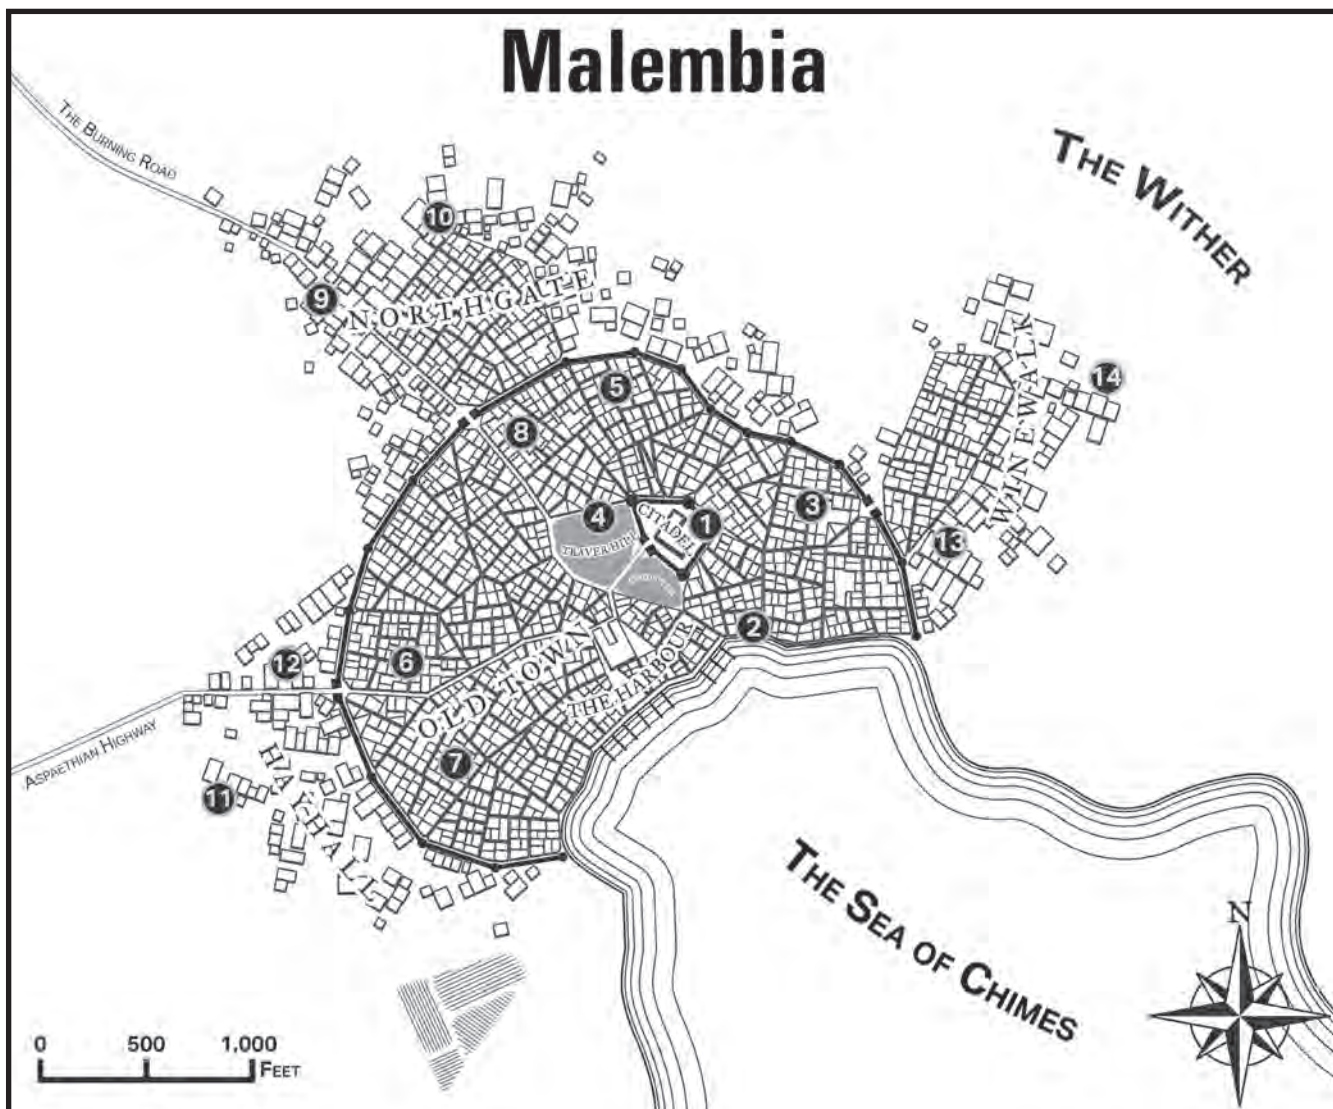 Malembia
THE BURNING ROAD
THE WITHER
10
9
NORTHGATE
14
WINEWALK
5
8
3
4
CITADEL
1
13
2
12
6
OLD TOWN
THE HARBOUR
ASPAETHIAN HIGHWAY
HAYHALL
7
11
THE SEA OF CHIMES
N
0 500 1,000
FEET